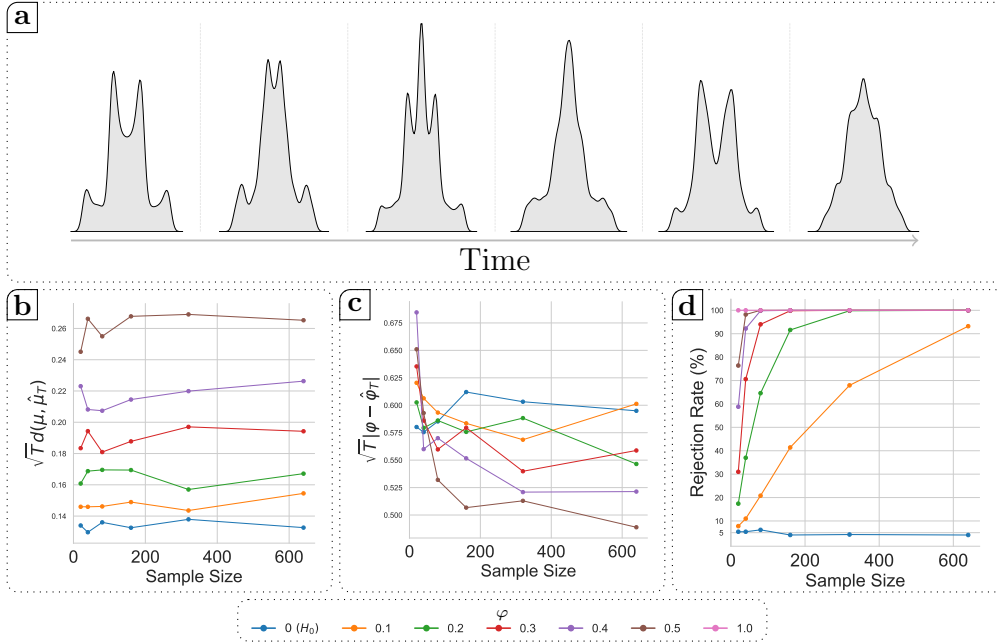 a
Time
b
0.26
0.24
0.22
0.20
0.18
0.16
0.14
√T d(μ, μ̂_T)
0 200 400 600
Sample Size
c
0.675
0.650
0.625
0.600
0.575
0.550
0.525
0.500
√T|φ − φ̂_T|
0 200 400 600
Sample Size
d
100
90
80
70
60
50
40
30
20
10
5
Rejection Rate (%)
0 200 400 600
Sample Size
φ
0 (H₀) 0.1 0.2 0.3 0.4 0.5 1.0